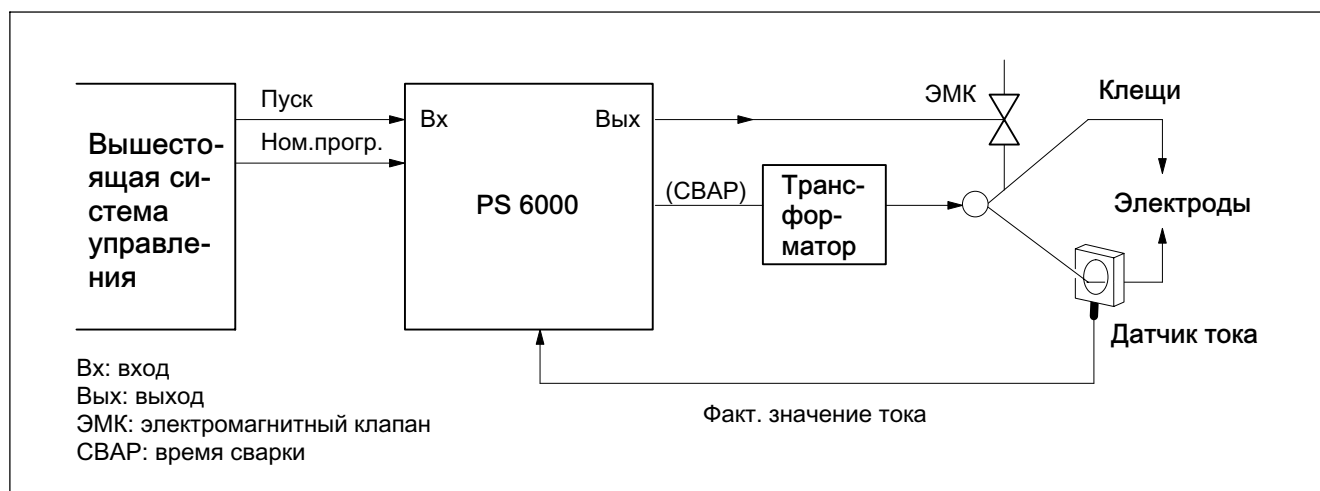 Пуск
Ном.прогр.
Вышесто-
ящая си-
стема
управле-
ния
Вх
Вых
PS 6000
(СВАР)
Транс-
фор-
матор
ЭМК
Клещи
Электроды
Датчик тока
Факт. значение тока
Вх: вход
Вых: выход
ЭМК: электромагнитный клапан
СВАР: время сварки